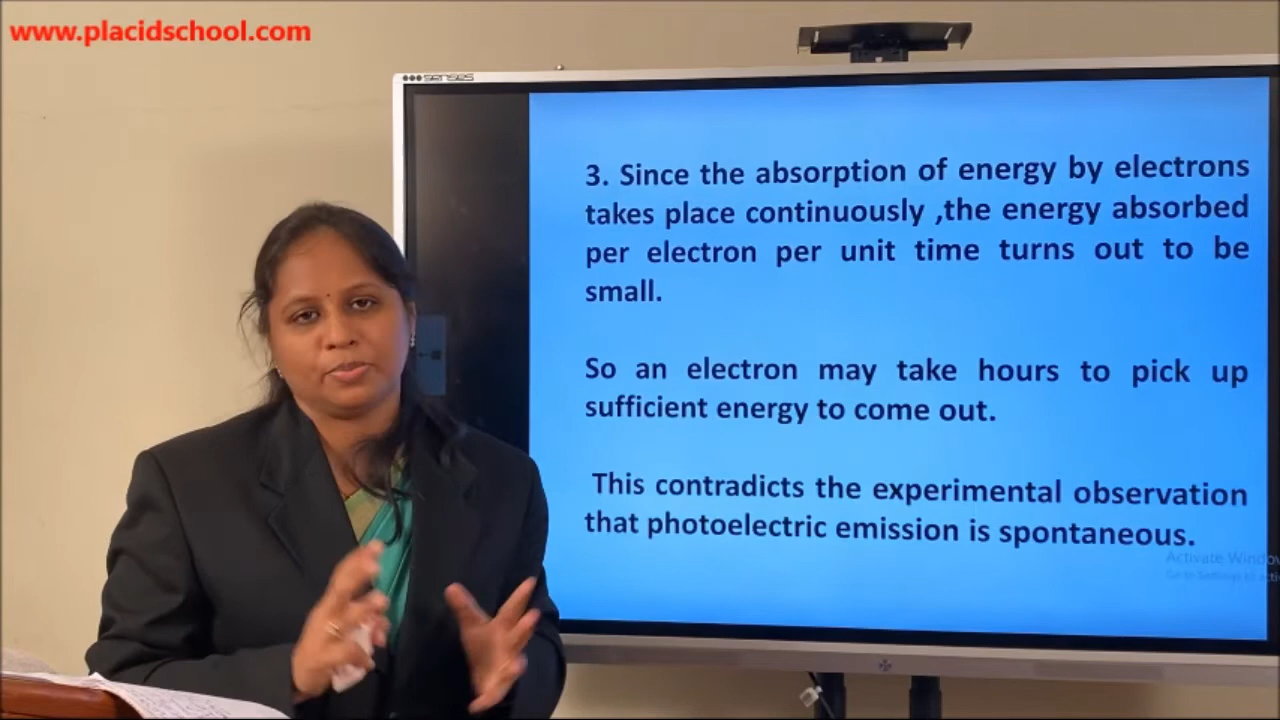 www.placidschool.com
3. Since the absorption of energy by electrons
takes place continuously ,the energy absorbed
per electron per unit time turns out to be
small.
So an electron may take hours to pick up
sufficient energy to come out.
This contradicts the experimental observation
that photoelectric emission is spontaneous.
Activate Window